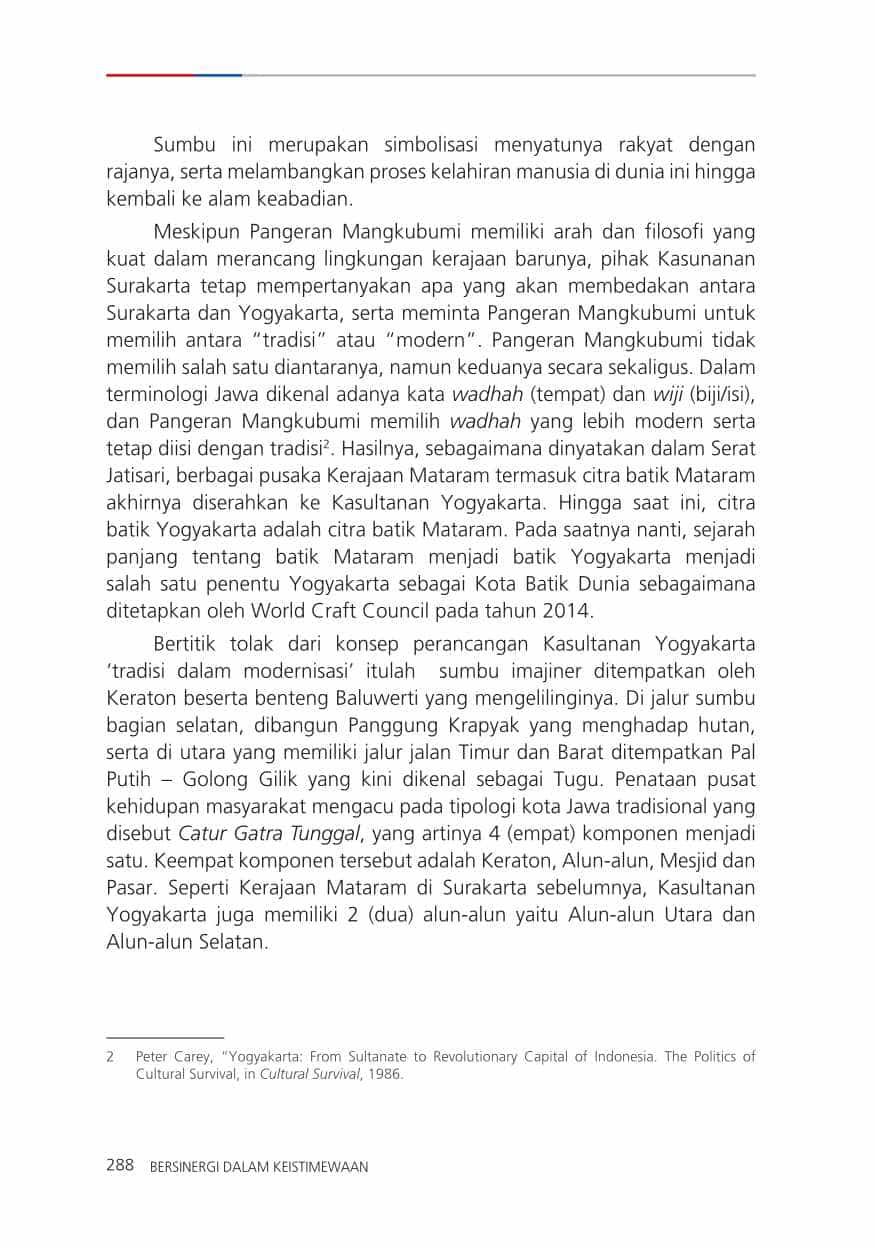 Sumbu ini merupakan simbolisasi menyatunya rakyat dengan
rajanya, serta melambangkan proses kelahiran manusia di dunia ini hingga
kembali ke alam keabadian.
Meskipun Pangeran Mangkubumi memiliki arah dan filosofi yang
kuat dalam merancang lingkungan kerajaan barunya, pihak Kasunanan
Surakarta tetap mempertanyakan apa yang akan membedakan antara
Surakarta dan Yogyakarta, serta meminta Pangeran Mangkubumi untuk
memilih antara “tradisi” atau “modern”. Pangeran Mangkubumi tidak
memilih salah satu diantaranya, namun keduanya secara sekaligus. Dalam
terminologi Jawa dikenal adanya kata wadhah (tempat) dan wiji (biji/isi),
dan Pangeran Mangkubumi memilih wadhah yang lebih modern serta
tetap diisi dengan tradisi². Hasilnya, sebagaimana dinyatakan dalam Serat
Jatisari, berbagai pusaka Kerajaan Mataram termasuk citra batik Mataram
akhirnya diserahkan ke Kasultanan Yogyakarta. Hingga saat ini, citra
batik Yogyakarta adalah citra batik Mataram. Pada saatnya nanti, sejarah
panjang tentang batik Mataram menjadi batik Yogyakarta menjadi
salah satu penentu Yogyakarta sebagai Kota Batik Dunia sebagaimana
ditetapkan oleh World Craft Council pada tahun 2014.
Bertitik tolak dari konsep perancangan Kasultanan Yogyakarta
‘tradisi dalam modernisasi’ itulah sumbu imajiner ditempatkan oleh
Keraton beserta benteng Baluwerti yang mengelilinginya. Di jalur sumbu
bagian selatan, dibangun Panggung Krapyak yang menghadap hutan,
serta di utara yang memiliki jalur jalan Timur dan Barat ditempatkan Pal
Putih – Golong Gilik yang kini dikenal sebagai Tugu. Penataan pusat
kehidupan masyarakat mengacu pada tipologi kota Jawa tradisional yang
disebut Catur Gatra Tunggal, yang artinya 4 (empat) komponen menjadi
satu. Keempat komponen tersebut adalah Keraton, Alun-alun, Mesjid dan
Pasar. Seperti Kerajaan Mataram di Surakarta sebelumnya, Kasultanan
Yogyakarta juga memiliki 2 (dua) alun-alun yaitu Alun-alun Utara dan
Alun-alun Selatan.
2 Peter Carey, “Yogyakarta: From Sultanate to Revolutionary Capital of Indonesia. The Politics of
Cultural Survival, in Cultural Survival, 1986.
288 BERSINERGI DALAM KEISTIMEWAAN